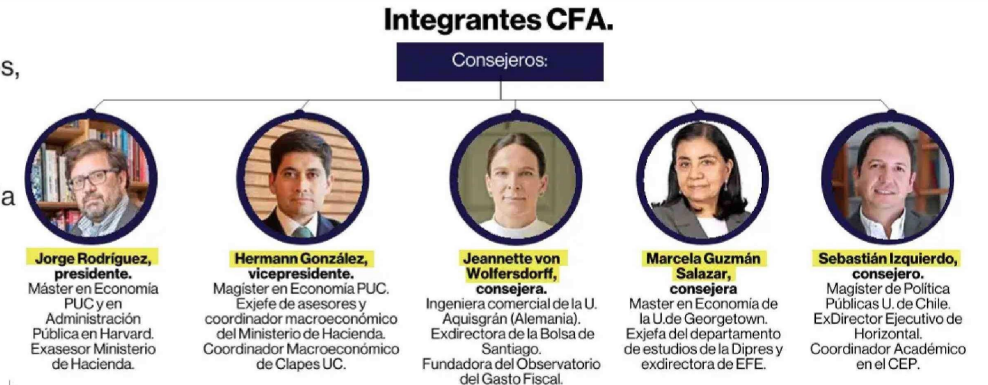 Integrantes CFA.
Consejeros:
s,
a
Jorge Rodríguez,
presidente.
Máster en Economía
PUC y en
Administración
Pública en Harvard.
Exasesor Ministerio
de Hacienda.
Hermann González,
vicepresidente.
Magíster en Economía PUC.
Exjefe de asesores y
coordinador macroeconómico
del Ministerio de Hacienda.
Coordinador Macroeconómico
de Clapes UC.
Jeannette von
Wolfersdorff,
consejera.
Ingeniera comercial de la U.
Aquisgrán (Alemania).
Exdirectora de la Bolsa de
Santiago.
Fundadora del Observatorio
del Gasto Fiscal.
Marcela Guzmán
Salazar,
consejera
Master en Economía de
la U.de Georgetown.
Exjefa del departamento
de estudios de la Dipres y
exdirectora de EFE.
Sebastián Izquierdo,
consejero.
Magíster de Política
Públicas U. de Chile.
ExDirector Ejecutivo de
Horizontal.
Coordinador Académico
en el CEP.